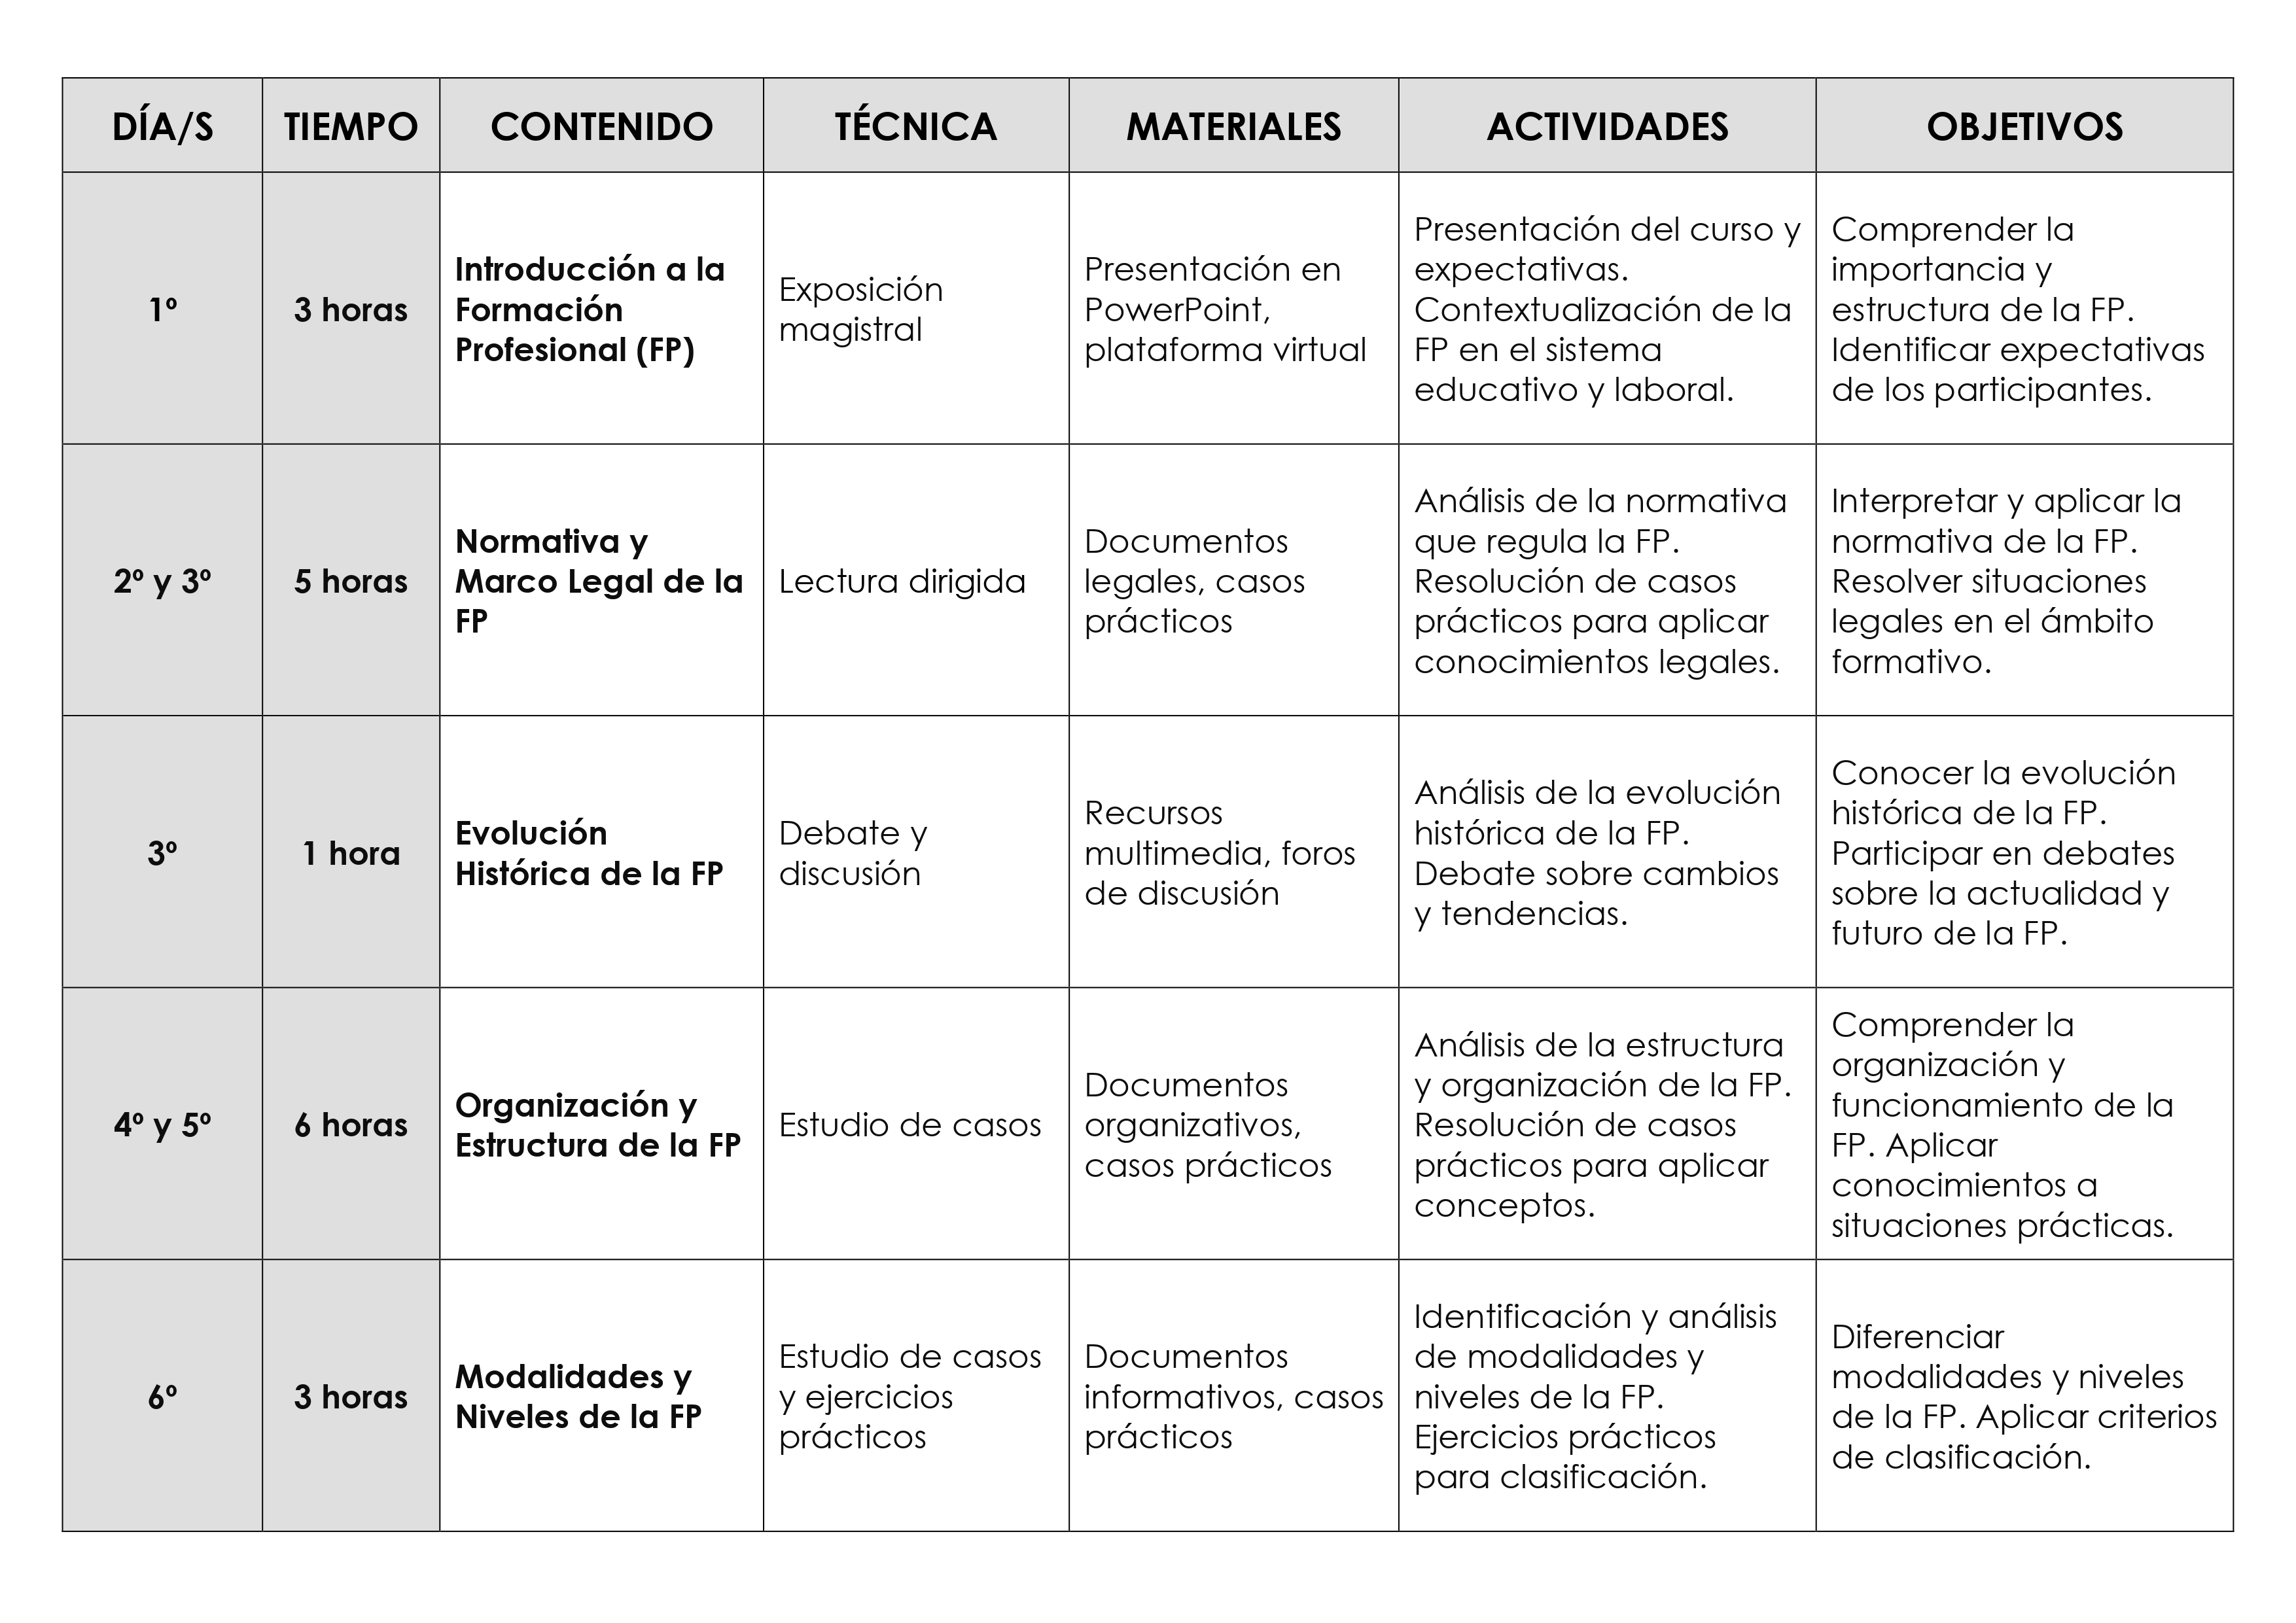 DÍA/S TIEMPO CONTENIDO TÉCNICA MATERIALES ACTIVIDADES OBJETIVOS
1º
3 horas
Introducción a la
Formación
Profesional (FP)
Exposición
magistral
Presentación en
PowerPoint,
plataforma virtual
Presentación del curso y
expectativas.
Contextualización de la
FP en el sistema
educativo y laboral.
Comprender la
importancia y
estructura de la FP.
Identificar expectativas
de los participantes.
2º y 3º
5 horas
Normativa y
Marco Legal de la
FP
Lectura dirigida
Documentos
legales, casos
prácticos
Análisis de la normativa
que regula la FP.
Resolución de casos
prácticos para aplicar
conocimientos legales.
Interpretar y aplicar la
normativa de la FP.
Resolver situaciones
legales en el ámbito
formativo.
3º
1 hora
Evolución
Histórica de la FP
Debate y
discusión
Recursos
multimedia, foros
de discusión
Análisis de la evolución
histórica de la FP.
Debate sobre cambios
y tendencias.
Conocer la evolución
histórica de la FP.
Participar en debates
sobre la actualidad y
futuro de la FP.
4º y 5º
6 horas
Organización y
Estructura de la FP
Estudio de casos
Documentos
organizativos,
casos prácticos
Análisis de la estructura
y organización de la FP.
Resolución de casos
prácticos para aplicar
conceptos.
Comprender la
organización y
funcionamiento de la
FP. Aplicar
conocimientos a
situaciones prácticas.
6º
3 horas
Modalidades y
Niveles de la FP
Estudio de casos
y ejercicios
prácticos
Documentos
informativos, casos
prácticos
Identificación y análisis
de modalidades y
niveles de la FP.
Ejercicios prácticos
para clasificación.
Diferenciar
modalidades y niveles
de la FP. Aplicar criterios
de clasificación.